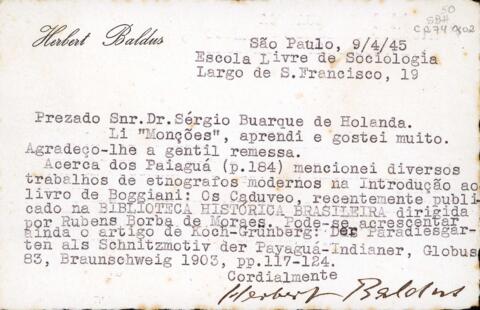 50
SBH
Herbert Baldus
São Paulo, 9/4/45
Escola Livre de Sociologia
Largo de S.Francisco, 19
Prezado Snr.Dr.Sérgio Buarque de Holanda.
Li "Monções", aprendi e gostei muito.
Agradeço-lhe a gentil remessa.
Acerca dos Paiaguá (p.184) mencionei diversos
trabalhos de etnografos modernos na Introdução ao
livro de Boggiani: Os Caduveo, recentemente publi-
cado na BIBLIOTECA HISTÓRICA BRASILEIRA dirigida
por Rubens Borba de Moraes. Pode-se acrescentar
ainda o artigo de Koch-Grünberg: Der Paradiesgar-
ten als Schnitzmotiv der Payaguá-Indianer, Globus
83, Braunschweig 1903, pp.117-124.
Cordialmente
Herbert Baldus